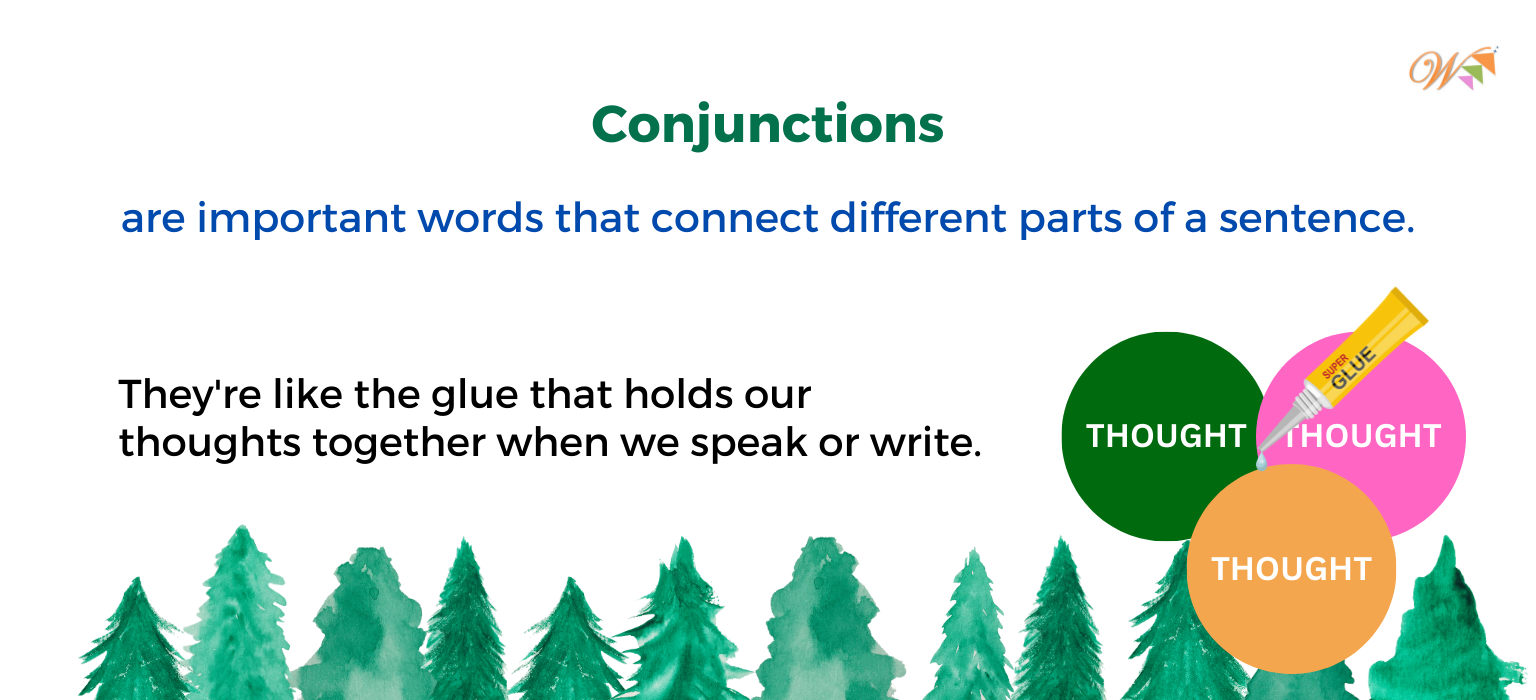 W
Conjunctions
are important words that connect different parts of a sentence.
They're like the glue that holds our
thoughts together when we speak or write.
SUPER
GLUE
THOUGHT
THOUGHT
THOUGHT